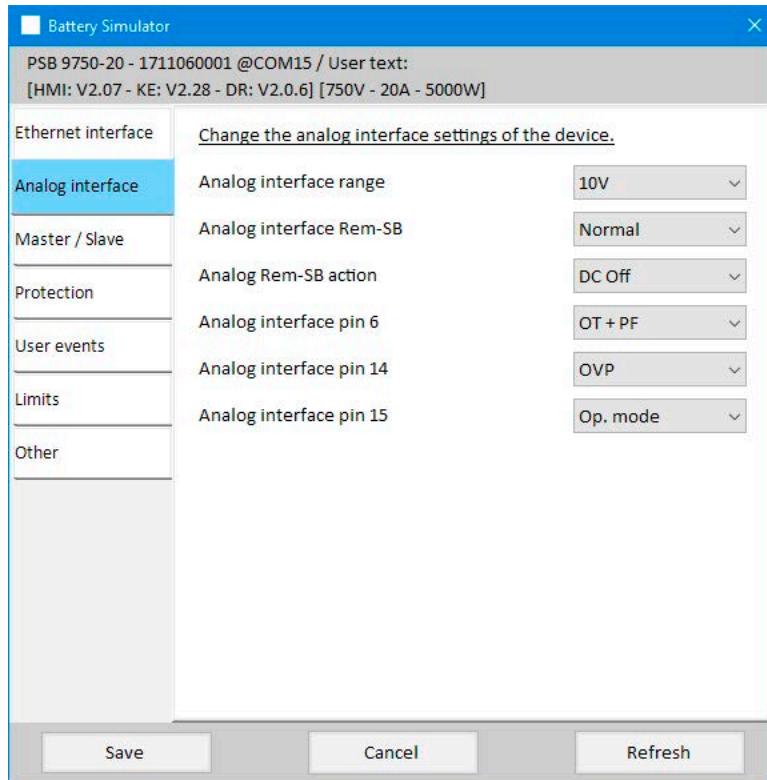 Battery Simulator
PSB 9750-20 - 1711060001 @COM15 / User text:
[HMI: V2.07 - KE: V2.28 - DR: V2.0.6] [750V - 20A - 5000W]
Ethernet interface
Analog interface
Master / Slave
Protection
User events
Limits
Other
Change the analog interface settings of the device.
Analog interface range 10V
Analog interface Rem-SB Normal
Analog Rem-SB action DC Off
Analog interface pin 6 OT + PF
Analog interface pin 14 OVP
Analog interface pin 15 Op. mode
Save Cancel Refresh